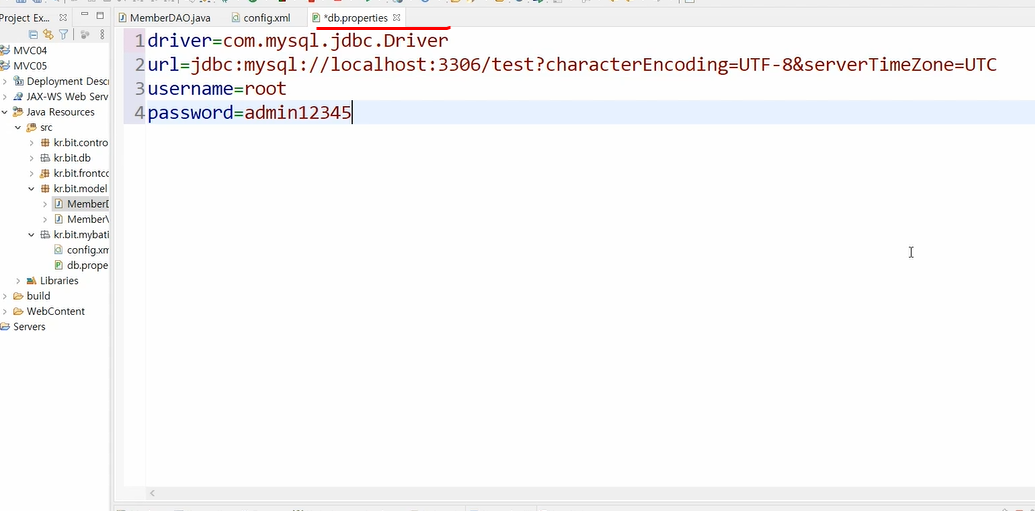 Project Ex...
MemberDAO.java
config.xml
*db.properties
MVC04
MVC05
Deployment Desc
JAX-WS Web Serv
Java Resources
src
kr.bit.contro
kr.bit.db
kr.bit.frontco
kr.bit.model
MemberD
Member
kr.bit.mybati
config.xm
db.prope
Libraries
build
WebContent
Servers
1 driver=com.mysql.jdbc.Driver
2 url=jdbc:mysql://localhost:3306/test?characterEncoding=UTF-8&serverTimeZone=UTC
3 username=root
4 password=admin12345